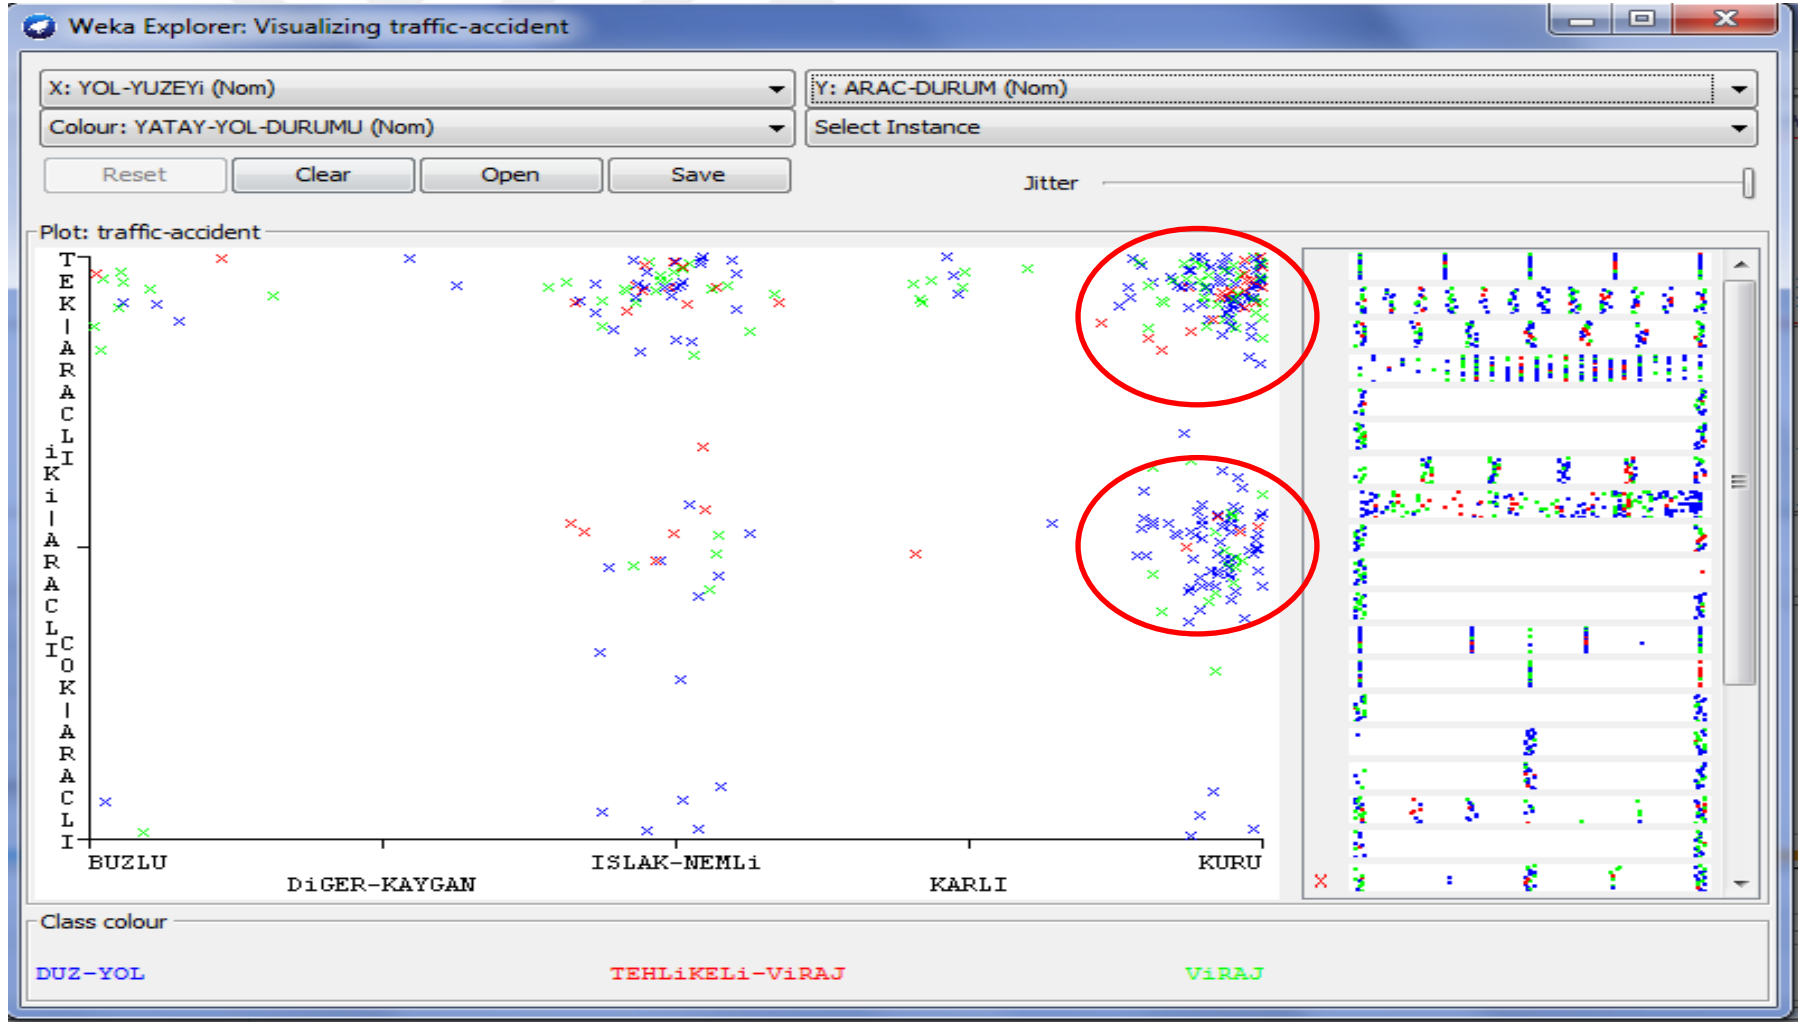 Weka Explorer: Visualizing traffic-accident
X: YOL-YUZEYi (Nom)
Y: ARAC-DURUM (Nom)
Colour: YATAY-YOL-DURUMU (Nom)
Select Instance
Reset
Clear
Open
Save
Jitter
Plot: traffic-accident
TEK|ARACLI
iKi|ARACLI
COK|ARACLI
BUZLU
DiGER-KAYGAN
ISLAK-NEMLi
KARLI
KURU
X
Class colour
DUZ-YOL
TEHLiKELi-ViRAJ
ViRAJ